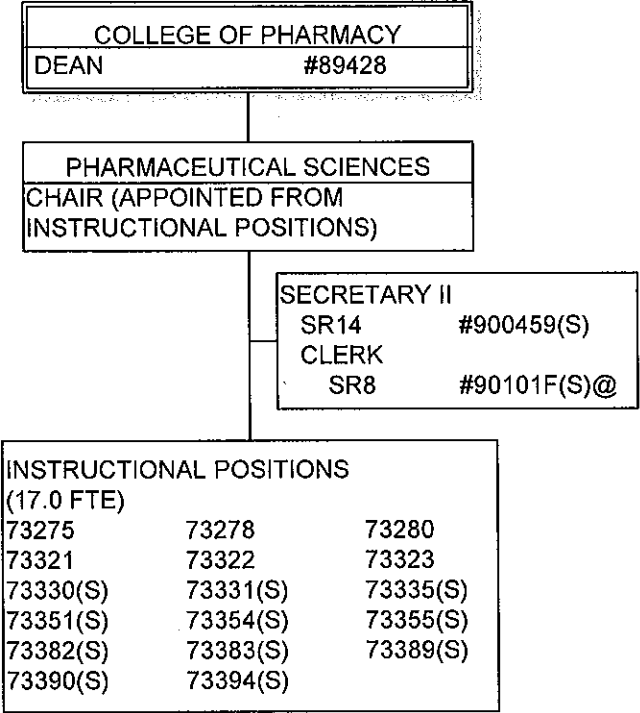 COLLEGE OF PHARMACY
DEAN #89428
PHARMACEUTICAL SCIENCES
CHAIR (APPOINTED FROM
INSTRUCTIONAL POSITIONS)
SECRETARY II
SR14 #900459(S)
CLERK
SR8 #90101F(S)@
INSTRUCTIONAL POSITIONS
(17.0 FTE)
73275 73278 73280
73321 73322 73323
73330(S) 73331(S) 73335(S)
73351(S) 73354(S) 73355(S)
73382(S) 73383(S) 73389(S)
73390(S) 73394(S)